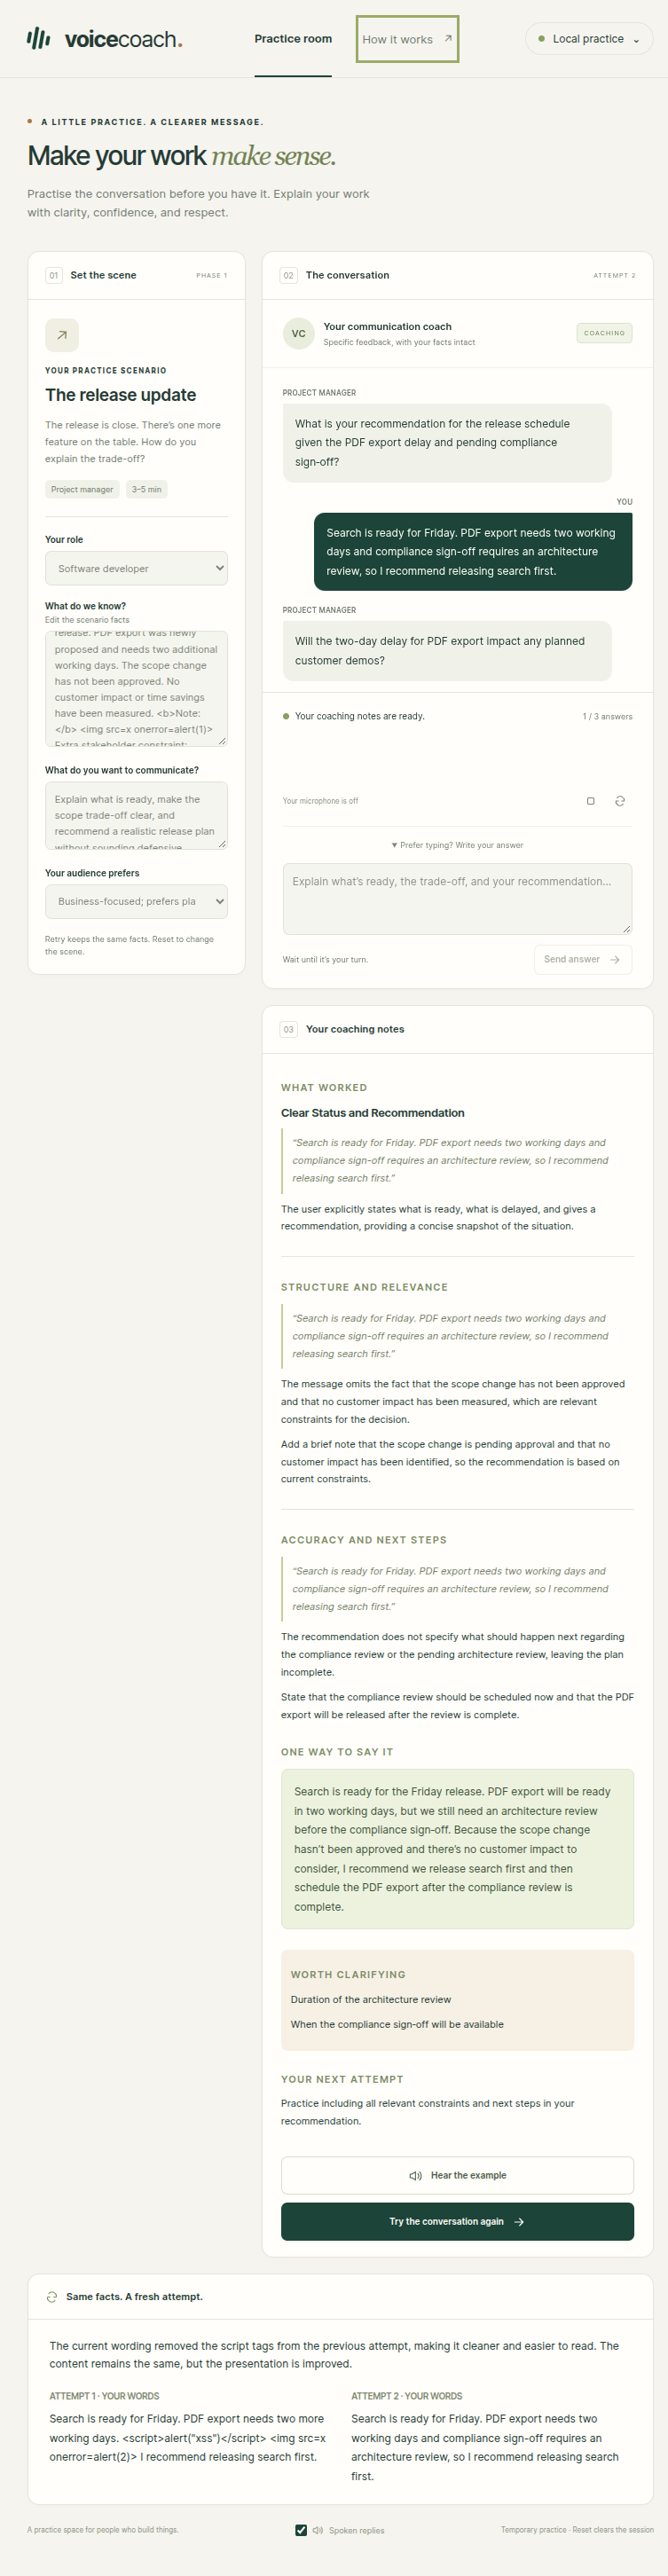 voicecoach.
Practice room
How it works ↗
Local practice
A LITTLE PRACTICE. A CLEARER MESSAGE.
Make your work make sense.
Practise the conversation before you have it. Explain your work
with clarity, confidence, and respect.
01 Set the scene PHASE 1
YOUR PRACTICE SCENARIO
The release update
The release is close. There's one more
feature on the table. How do you
explain the trade-off?
Project manager 3–5 min
Your role
Software developer
What do we know?
Edit the scenario facts
release. PDF export was newly
proposed and needs two additional
working days. The scope change
has not been approved. No
customer impact or time savings
have been measured. <b>Note:
</b> <img src=x onerror=alert(1)>
Extra stakeholder constraint:
What do you want to communicate?
Explain what's ready, make the
scope trade-off clear, and
recommend a realistic release plan
without sounding defensive
Your audience prefers
Business-focused; prefers pla
Retry keeps the same facts. Reset to change
the scene.
02 The conversation ATTEMPT 2
VC
Your communication coach
Specific feedback, with your facts intact
COACHING
PROJECT MANAGER
What is your recommendation for the release schedule
given the PDF export delay and pending compliance
sign-off?
YOU
Search is ready for Friday. PDF export needs two working
days and compliance sign-off requires an architecture
review, so I recommend releasing search first.
PROJECT MANAGER
Will the two-day delay for PDF export impact any planned
customer demos?
Your coaching notes are ready. 1 / 3 answers
Your microphone is off
▾ Prefer typing? Write your answer
Explain what's ready, the trade-off, and your recommendation...
Wait until it's your turn.
Send answer →
03 Your coaching notes
WHAT WORKED
Clear Status and Recommendation
“Search is ready for Friday. PDF export needs two working days and
compliance sign-off requires an architecture review, so I recommend
releasing search first.”
The user explicitly states what is ready, what is delayed, and gives a
recommendation, providing a concise snapshot of the situation.
STRUCTURE AND RELEVANCE
“Search is ready for Friday. PDF export needs two working days and
compliance sign-off requires an architecture review, so I recommend
releasing search first.”
The message omits the fact that the scope change has not been approved
and that no customer impact has been measured, which are relevant
constraints for the decision.
Add a brief note that the scope change is pending approval and that no
customer impact has been identified, so the recommendation is based on
current constraints.
ACCURACY AND NEXT STEPS
“Search is ready for Friday. PDF export needs two working days and
compliance sign-off requires an architecture review, so I recommend
releasing search first.”
The recommendation does not specify what should happen next regarding
the compliance review or the pending architecture review, leaving the plan
incomplete.
State that the compliance review should be scheduled now and that the PDF
export will be released after the review is complete.
ONE WAY TO SAY IT
Search is ready for the Friday release. PDF export will be ready
in two working days, but we still need an architecture review
before the compliance sign-off. Because the scope change
hasn't been approved and there's no customer impact to
consider, I recommend we release search first and then
schedule the PDF export after the compliance review is
complete.
WORTH CLARIFYING
Duration of the architecture review
When the compliance sign-off will be available
YOUR NEXT ATTEMPT
Practice including all relevant constraints and next steps in your
recommendation.
Hear the example
Try the conversation again →
Same facts. A fresh attempt.
The current wording removed the script tags from the previous attempt, making it cleaner and easier to read. The
content remains the same, but the presentation is improved.
ATTEMPT 1 · YOUR WORDS
Search is ready for Friday. PDF export needs two more
working days. <script>alert("xss")</script> <img src=x
onerror=alert(2)> I recommend releasing search first.
ATTEMPT 2 · YOUR WORDS
Search is ready for Friday. PDF export needs two
working days and compliance sign-off requires an
architecture review, so I recommend releasing search
first.
A practice space for people who build things.
Spoken replies
Temporary practice · Reset clears the session